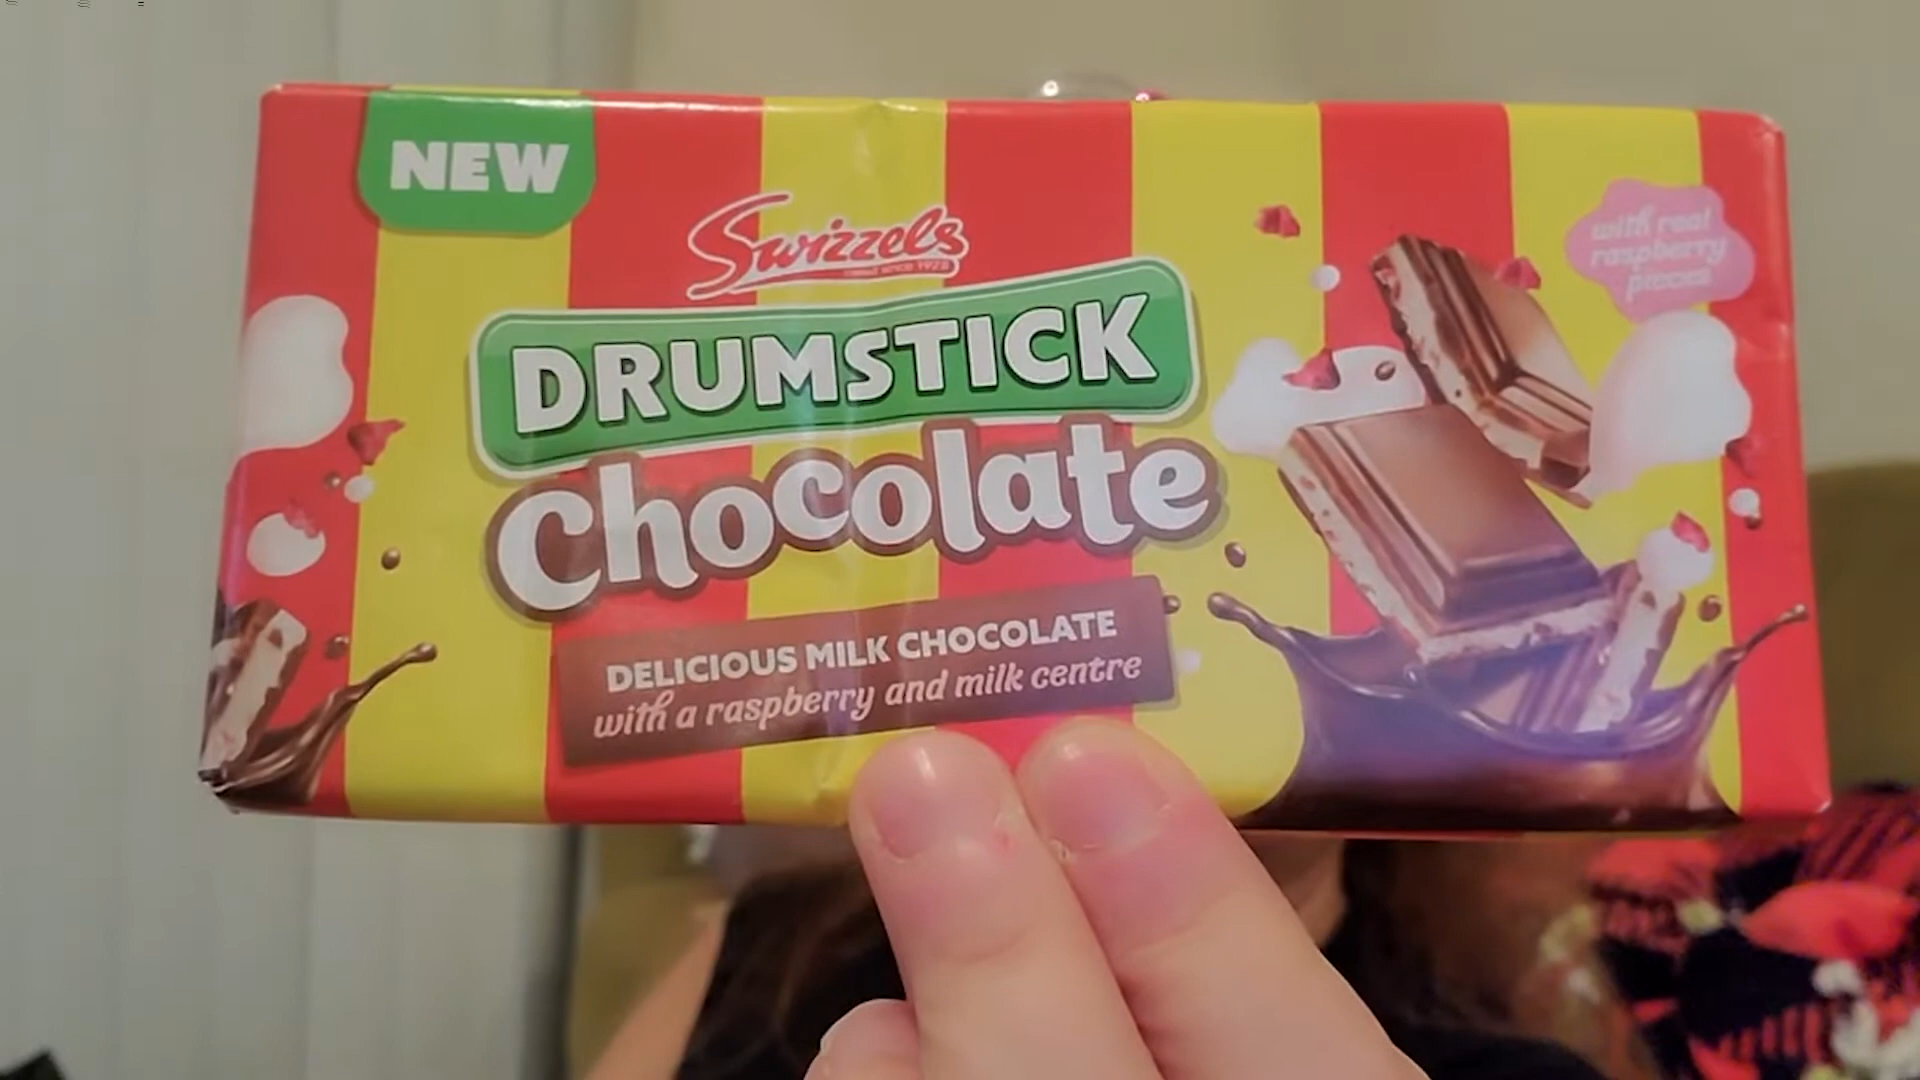 NEW
Swizzels
DRUMSTICK
Chocolate
DELICIOUS MILK CHOCOLATE
with a raspberry and milk centre
with real
raspberry
pieces